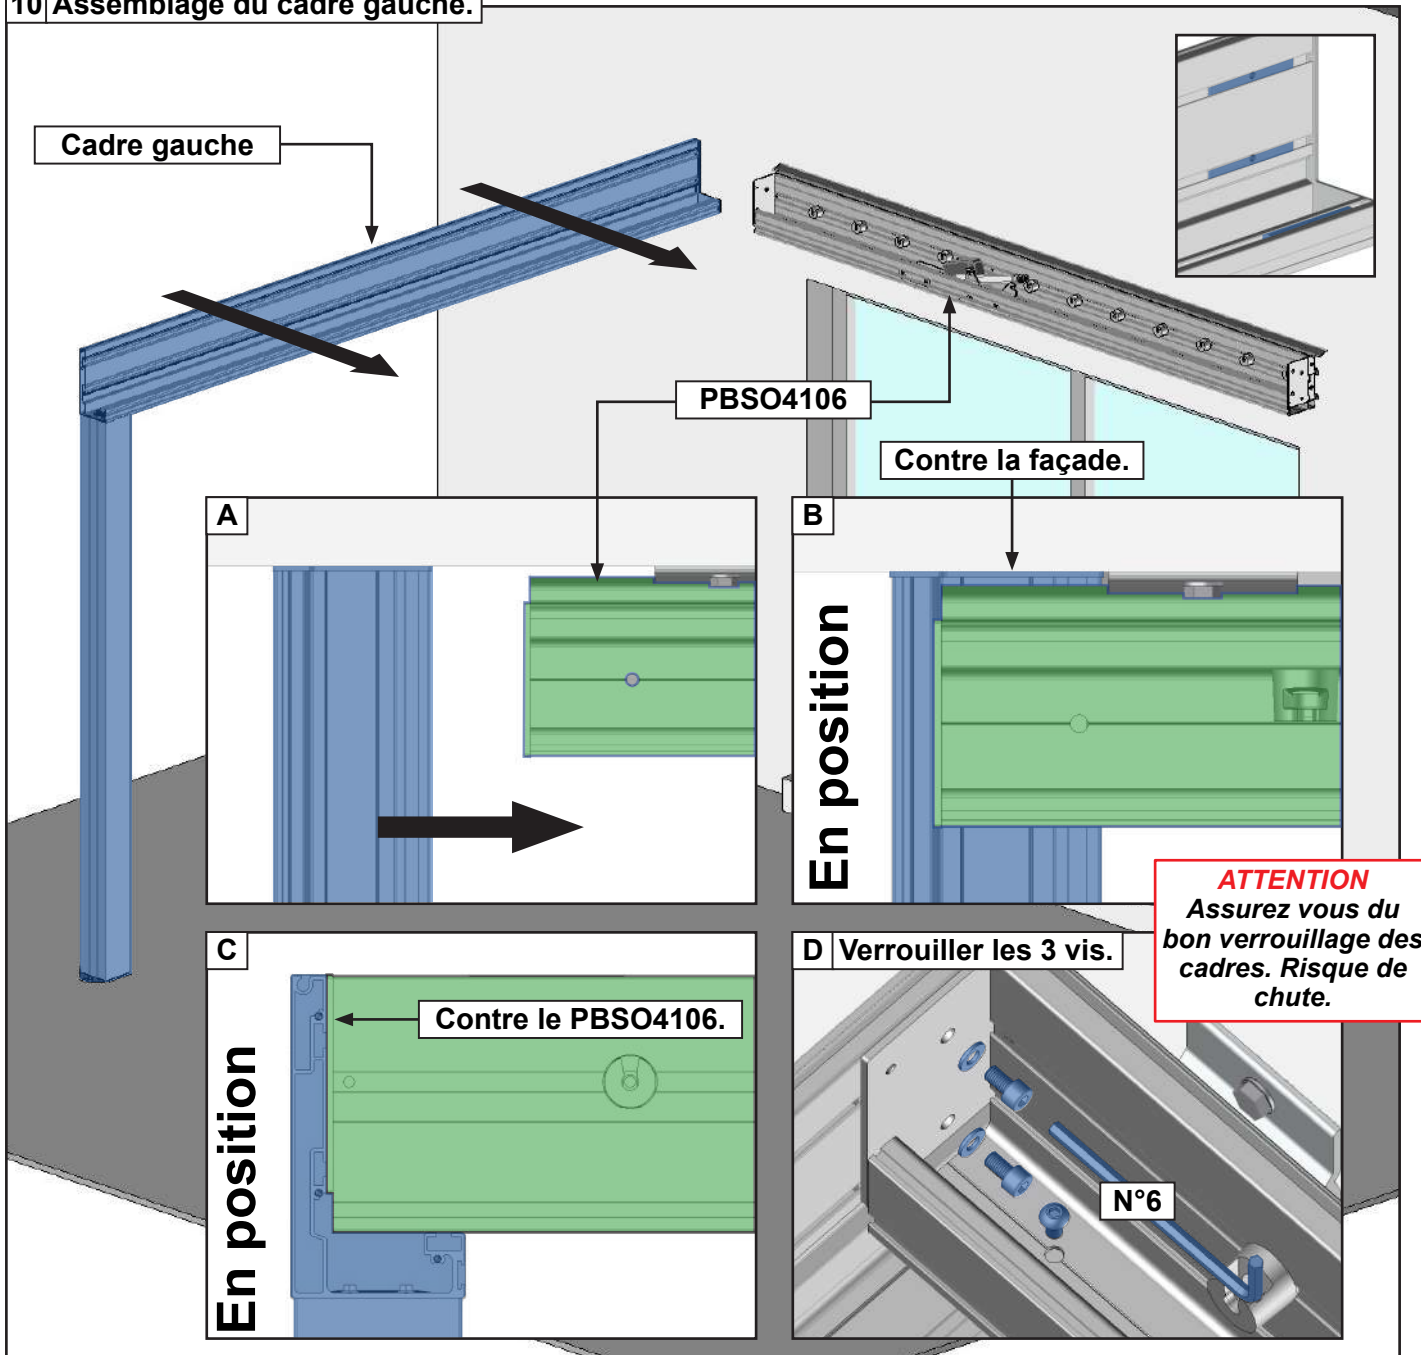 10 Assemblage du cadre gauche.
Cadre gauche
PBSO4106
Contre la façade.
A
B
En position
ATTENTION
Assurez vous du
bon verrouillage des
cadres. Risque de
chute.
C
Contre le PBSO4106.
En position
D Verrouiller les 3 vis.
N°6